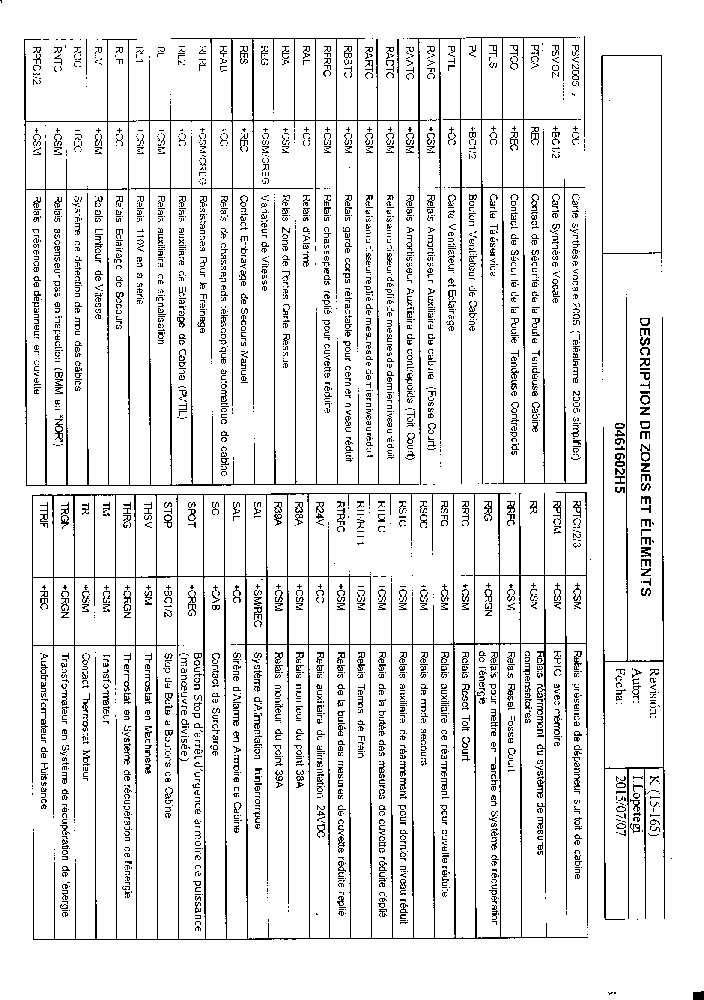 DESCRIPTION DE ZONES ET ÉLÉMENTS
0461602H5
Revisión: K (15-165)
Autor: I.Lopetegi
Fecha: 2015/07/07
PSV2005 , +CC Carte synthèse vocale 2005 (Téléalarme 2005 simplifier)
PSVOZ +BC1/2 Carte Synthèse Vocale
PTCA REC Contact de Sécurité de la Poulie Tendeuse Cabine
PTCO +REC Contact de Sécurité de la Poulie Tendeuse Contrepoids
PTLS +CC Carte Téléservice
PV +BC1/2 Bouton Ventilateur de Cabine
PVTIL +CC Carte Ventilateur et Eclairage
RAAFC +CSM Relais Amortisseur Auxiliaire de cabine (Fosse Court)
RAATC +CSM Relais Amortisseur Auxiliaire de contrepoids (Toit Court)
RADTC +CSM Relais amortisseur déplié de mesures de dernier niveau réduit
RARTC +CSM Relais amortisseur replié de mesures de dernier niveau réduit
RBBTC +CSM Relais garde corps rétractable pour dernier niveau réduit
RFRFC +CSM Relais chassepieds replié pour cuvette réduite
RAL +CC Relais d'Alarme
RDA +CSM Relais Zone de Portes Carte Ressue
REG +CSM/CREG Variateur de Vitesse
RES +REC Contact Embrayage de Secours Manuel
RFAB +CC Relais de chassepieds télescopique automatique de cabine
RFRE +CSM/CREG Résistances Pour le Freinage
RIL2 +CC Relais auxiliare de Eclairage de Cabina (PVTIL)
RL +CSM Relais auxiliaire de signalisation
RL1 +CSM Relais 110V en la serie
RLE +CC Relais Eclairage de Secours
RLV +CSM Relais Limiteur de Vitesse
ROC +REC Système de detection de mou des câbles
RNTC +CSM Relais ascenseur pas en inspection (BMM en "NOR")
RPFC1/2 +CSM Relais présence de dépanneur en cuvette
RPTC1/2/3 +CSM Relais présence de dépanneur sur toit de cabine
RPTCM +CSM RPTC avec mémoire
RR +CSM Relais réarmement du système de mesures
compensatoires
RRFC +CSM Relais Reset Fosse Court
RRG +CRGN Relais pour mettre en marche en Système de récupération
de l'énergie
RRTC +CSM Relais Reset Toit Court
RSFC +CSM Relais auxiliaire de réarmement pour cuvette réduite
RSOC +CSM Relais de mode secours
RSTC +CSM Relais auxiliaire de réarmement pour dernier niveau réduit
RTDFC +CSM Relais de la butée des mesures de cuvette réduite déplié
RTF/RTF1 +CSM Relais Temps de Frein
RTRFC +CSM Relais de la butée des mesures de cuvette réduite replié
R24V +CC Relais auxiliaire du alimentation 24VDC
R38A +CSM Relais moniteur du point 38A
R39A +CSM Relais moniteur du point 39A
SAI +SM/REC Système d'Alimentation Ininterrompue
SAL +CC Sirène d'Alarme en Armoire de Cabine
SC +CAB Contact de Surcharge
SPOT +CREG Bouton Stop d'arrêt d'urgence armoire de puissance
(manœuvre divisée)
STOP +BC1/2 Stop de Boîte a Boutons de Cabine
THSM +SM Thermostat en Machinerie
THRG +CRGN Thermostat en Système de récupération de l'énergie
TM +CSM Transformateur
TR +CSM Contact Thermostat Moteur
TRGN +CRGN Transformateur en Système de récupération de l'énergie
TTRIF +REC Autotransformateur de Puissance